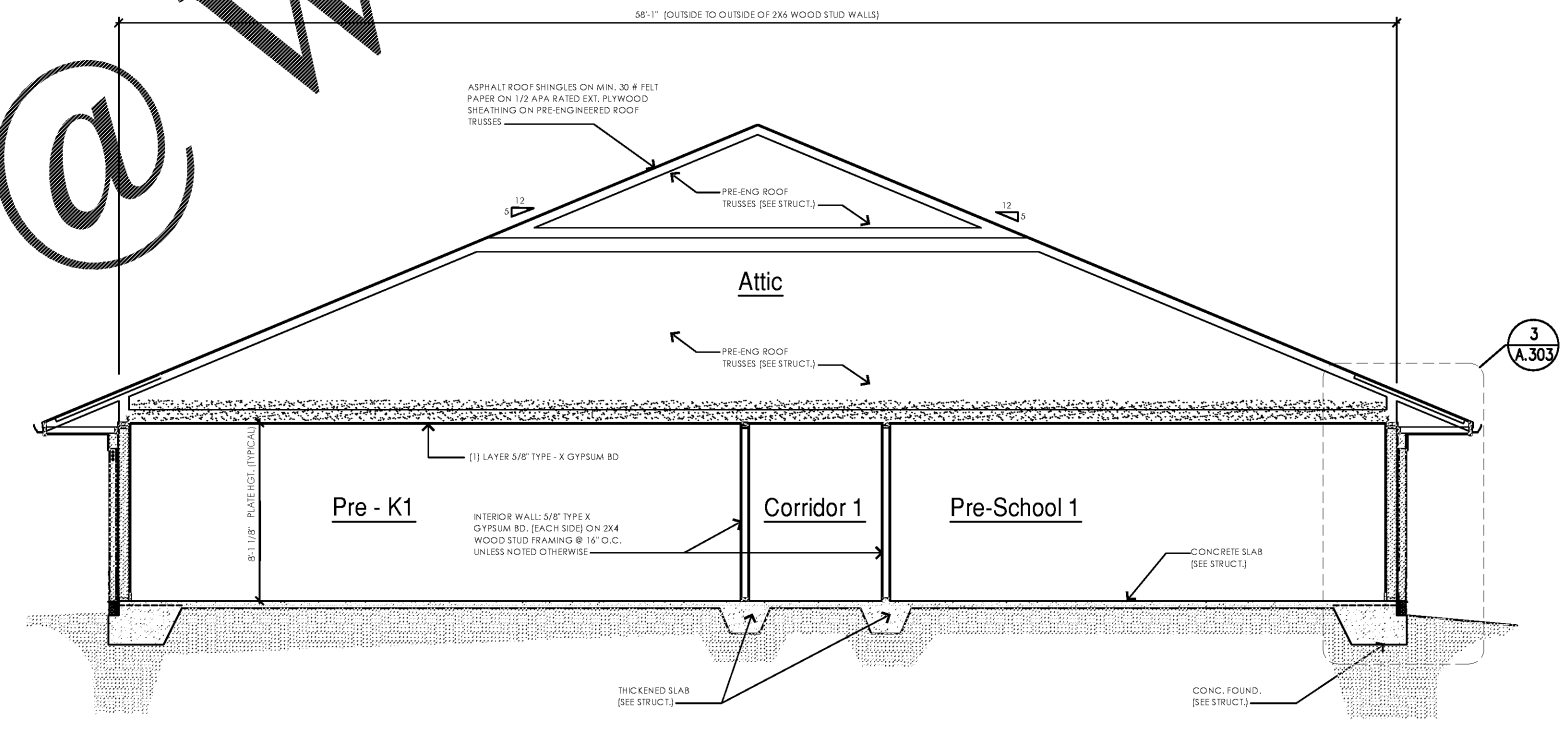 58'-1" (OUTSIDE TO OUTSIDE OF 2X6 WOOD STUD WALLS)
@ W
ASPHALT ROOF SHINGLES ON MIN. 30 # FELT
PAPER ON 1/2 APA RATED EXT. PLYWOOD
SHEATHING ON PRE-ENGINEERED ROOF
TRUSSES
PRE-ENG ROOF
TRUSSES (SEE STRUCT.)
12
5
12
5
Attic
PRE-ENG ROOF
TRUSSES (SEE STRUCT.)
3
A.303
8'-1 1/8" PLATE HGT. (TYPICAL)
(1) LAYER 5/8" TYPE - X GYPSUM BD
Pre - K1
INTERIOR WALL: 5/8" TYPE X
GYPSUM BD. (EACH SIDE) ON 2X4
WOOD STUD FRAMING @ 16" O.C.
UNLESS NOTED OTHERWISE
Corridor 1
Pre-School 1
CONCRETE SLAB
(SEE STRUCT.)
THICKENED SLAB
(SEE STRUCT.)
CONC. FOUND.
(SEE STRUCT.)